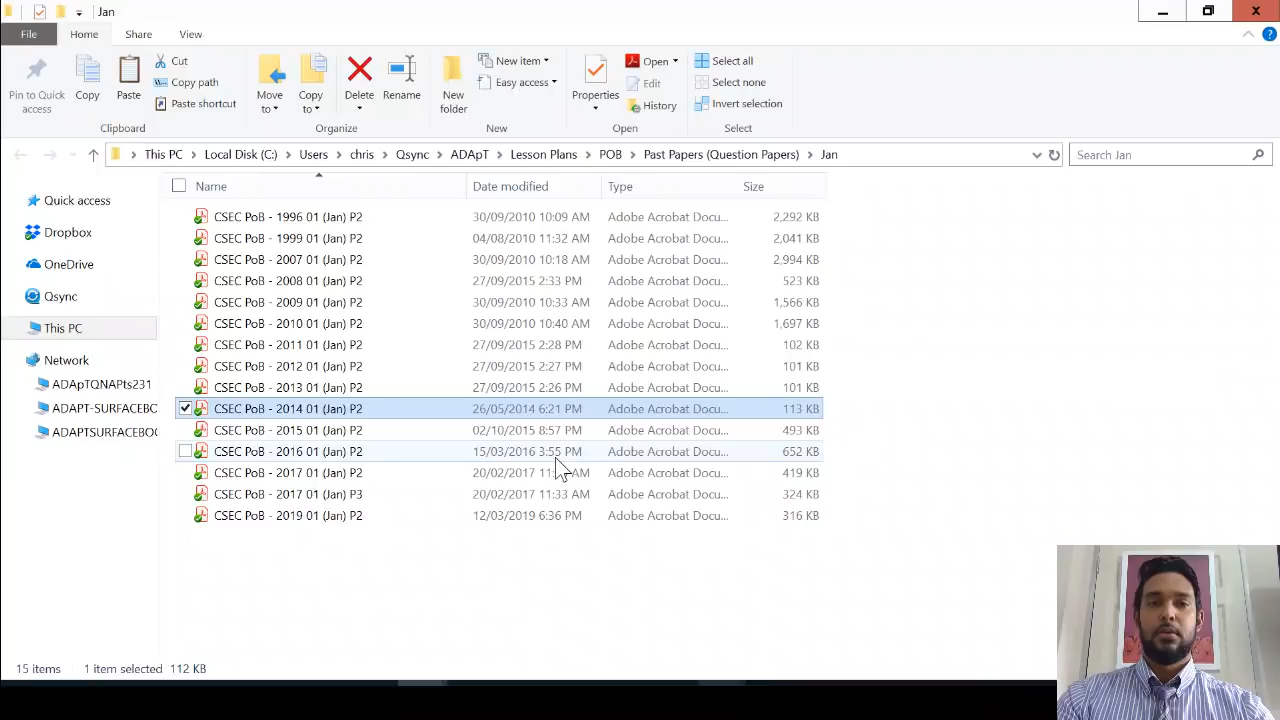 Jan
File Home Share View
Pin to Quick access
Copy
Paste
Cut
Copy path
Paste shortcut
Clipboard
Move to
Copy to
Delete
Rename
Organize
New folder
New item
Easy access
New
Properties
Open
Edit
History
Open
Select all
Select none
Invert selection
Select
This PC > Local Disk (C:) > Users > chris > Qsync > ADApT > Lesson Plans > POB > Past Papers (Question Papers) > Jan
Search Jan
Quick access
Dropbox
OneDrive
Qsync
This PC
Network
ADApTQNAPts231
ADAPT-SURFACEBO
ADAPTSURFACEBO
Name Date modified Type Size
CSEC PoB - 1996 01 (Jan) P2 30/09/2010 10:09 AM Adobe Acrobat Docu... 2,292 KB
CSEC PoB - 1999 01 (Jan) P2 04/08/2010 11:32 AM Adobe Acrobat Docu... 2,041 KB
CSEC PoB - 2007 01 (Jan) P2 30/09/2010 10:18 AM Adobe Acrobat Docu... 2,994 KB
CSEC PoB - 2008 01 (Jan) P2 27/09/2015 2:33 PM Adobe Acrobat Docu... 523 KB
CSEC PoB - 2009 01 (Jan) P2 30/09/2010 10:33 AM Adobe Acrobat Docu... 1,566 KB
CSEC PoB - 2010 01 (Jan) P2 30/09/2010 10:40 AM Adobe Acrobat Docu... 1,697 KB
CSEC PoB - 2011 01 (Jan) P2 27/09/2015 2:28 PM Adobe Acrobat Docu... 102 KB
CSEC PoB - 2012 01 (Jan) P2 27/09/2015 2:27 PM Adobe Acrobat Docu... 101 KB
CSEC PoB - 2013 01 (Jan) P2 27/09/2015 2:26 PM Adobe Acrobat Docu... 101 KB
CSEC PoB - 2014 01 (Jan) P2 26/05/2014 6:21 PM Adobe Acrobat Docu... 113 KB
CSEC PoB - 2015 01 (Jan) P2 02/10/2015 8:57 PM Adobe Acrobat Docu... 493 KB
CSEC PoB - 2016 01 (Jan) P2 15/03/2016 3:55 PM Adobe Acrobat Docu... 652 KB
CSEC PoB - 2017 01 (Jan) P2 20/02/2017 AM Adobe Acrobat Docu... 419 KB
CSEC PoB - 2017 01 (Jan) P3 20/02/2017 11:33 AM Adobe Acrobat Docu... 324 KB
CSEC PoB - 2019 01 (Jan) P2 12/03/2019 6:36 PM Adobe Acrobat Docu... 316 KB
15 items 1 item selected 112 KB